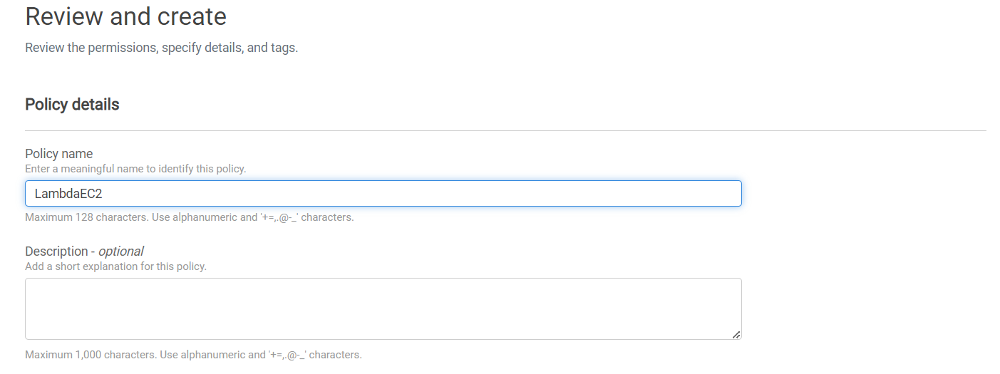 Review and create
Review the permissions, specify details, and tags.
Policy details
Policy name
Enter a meaningful name to identify this policy.
LambdaEC2
Maximum 128 characters. Use alphanumeric and '+=,.@-_' characters.
Description - optional
Add a short explanation for this policy.
Maximum 1,000 characters. Use alphanumeric and '+=,.@-_' characters.